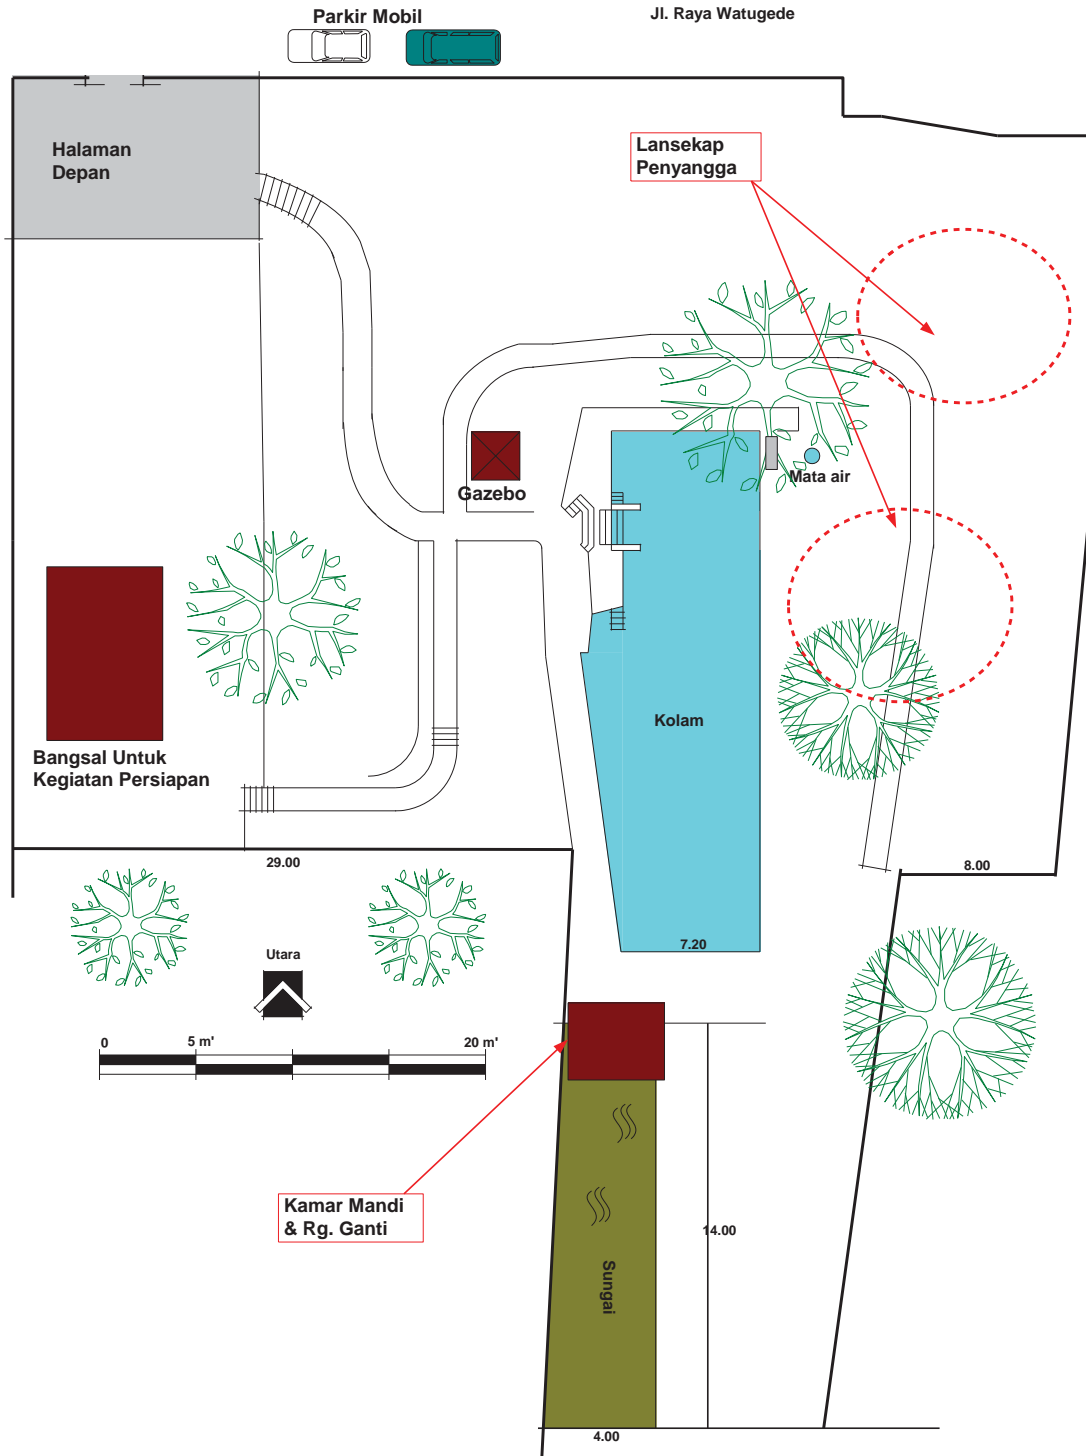 Parkir Mobil
Jl. Raya Watugede
Halaman
Depan
Lansekap
Penyangga
Gazebo
Mata air
Kolam
Bangsal Untuk
Kegiatan Persiapan
29.00
8.00
7.20
Utara
0
5 m'
20 m'
Kamar Mandi
& Rg. Ganti
14.00
Sungai
4.00